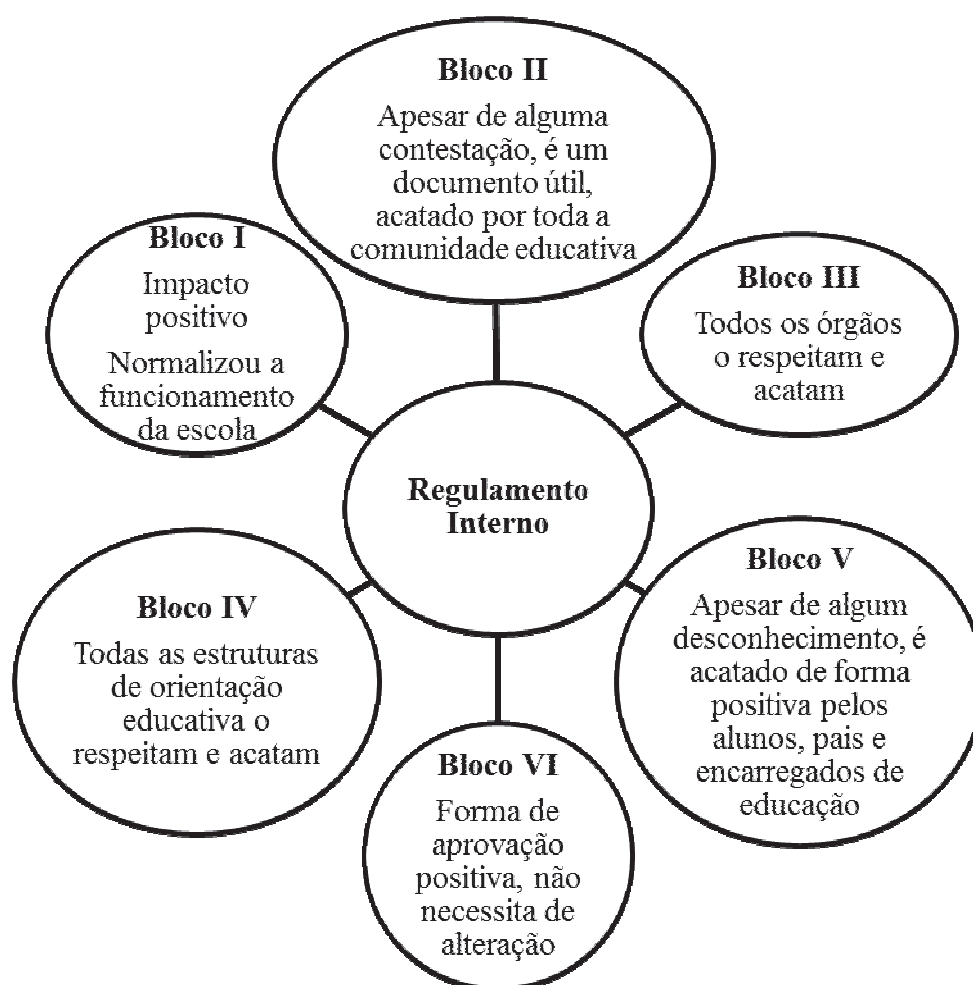 Bloco II
Apesar de alguma
contestação, é um
documento útil,
acatado por toda a
comunidade educativa
Bloco I
Impacto
positivo
Normalizou a
funcionamento
da escola
Bloco III
Todos os órgãos
o respeitam e
acatam
Regulamento
Interno
Bloco IV
Todas as estruturas
de orientação
educativa o
respeitam e acatam
Bloco V
Apesar de algum
desconhecimento, é
acatado de forma
positiva pelos
alunos, pais e
encarregados de
educação
Bloco VI
Forma de
aprovação
positiva, não
necessita de
alteração